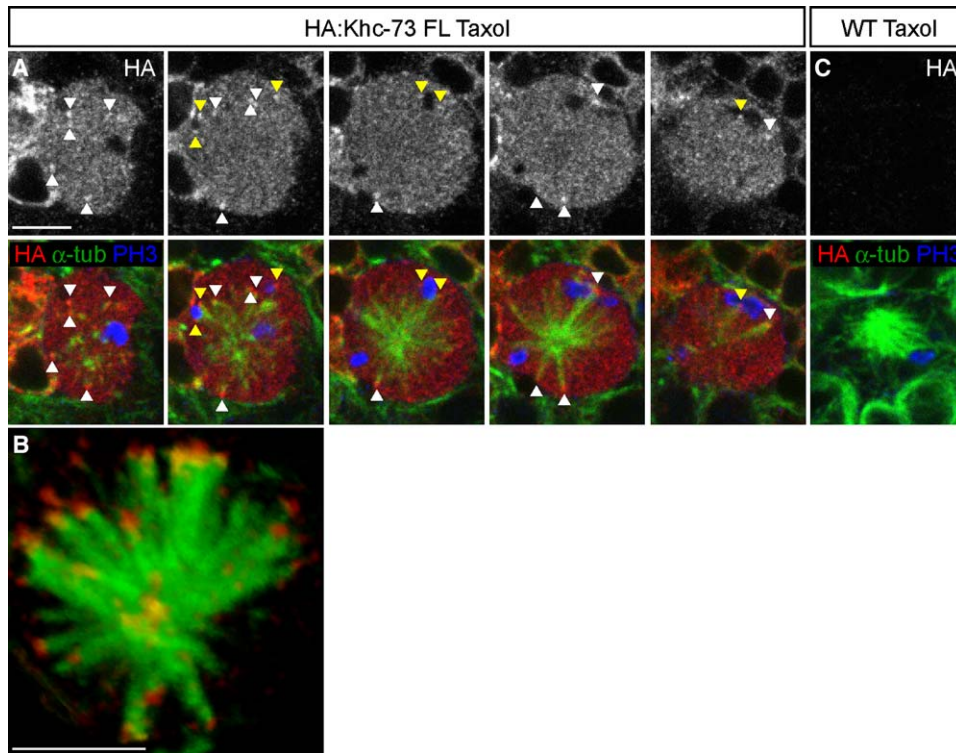 HA:Khc-73 FL Taxol
WT Taxol
A
HA
C
HA
HA α-tub PH3
HA α-tub PH3
B